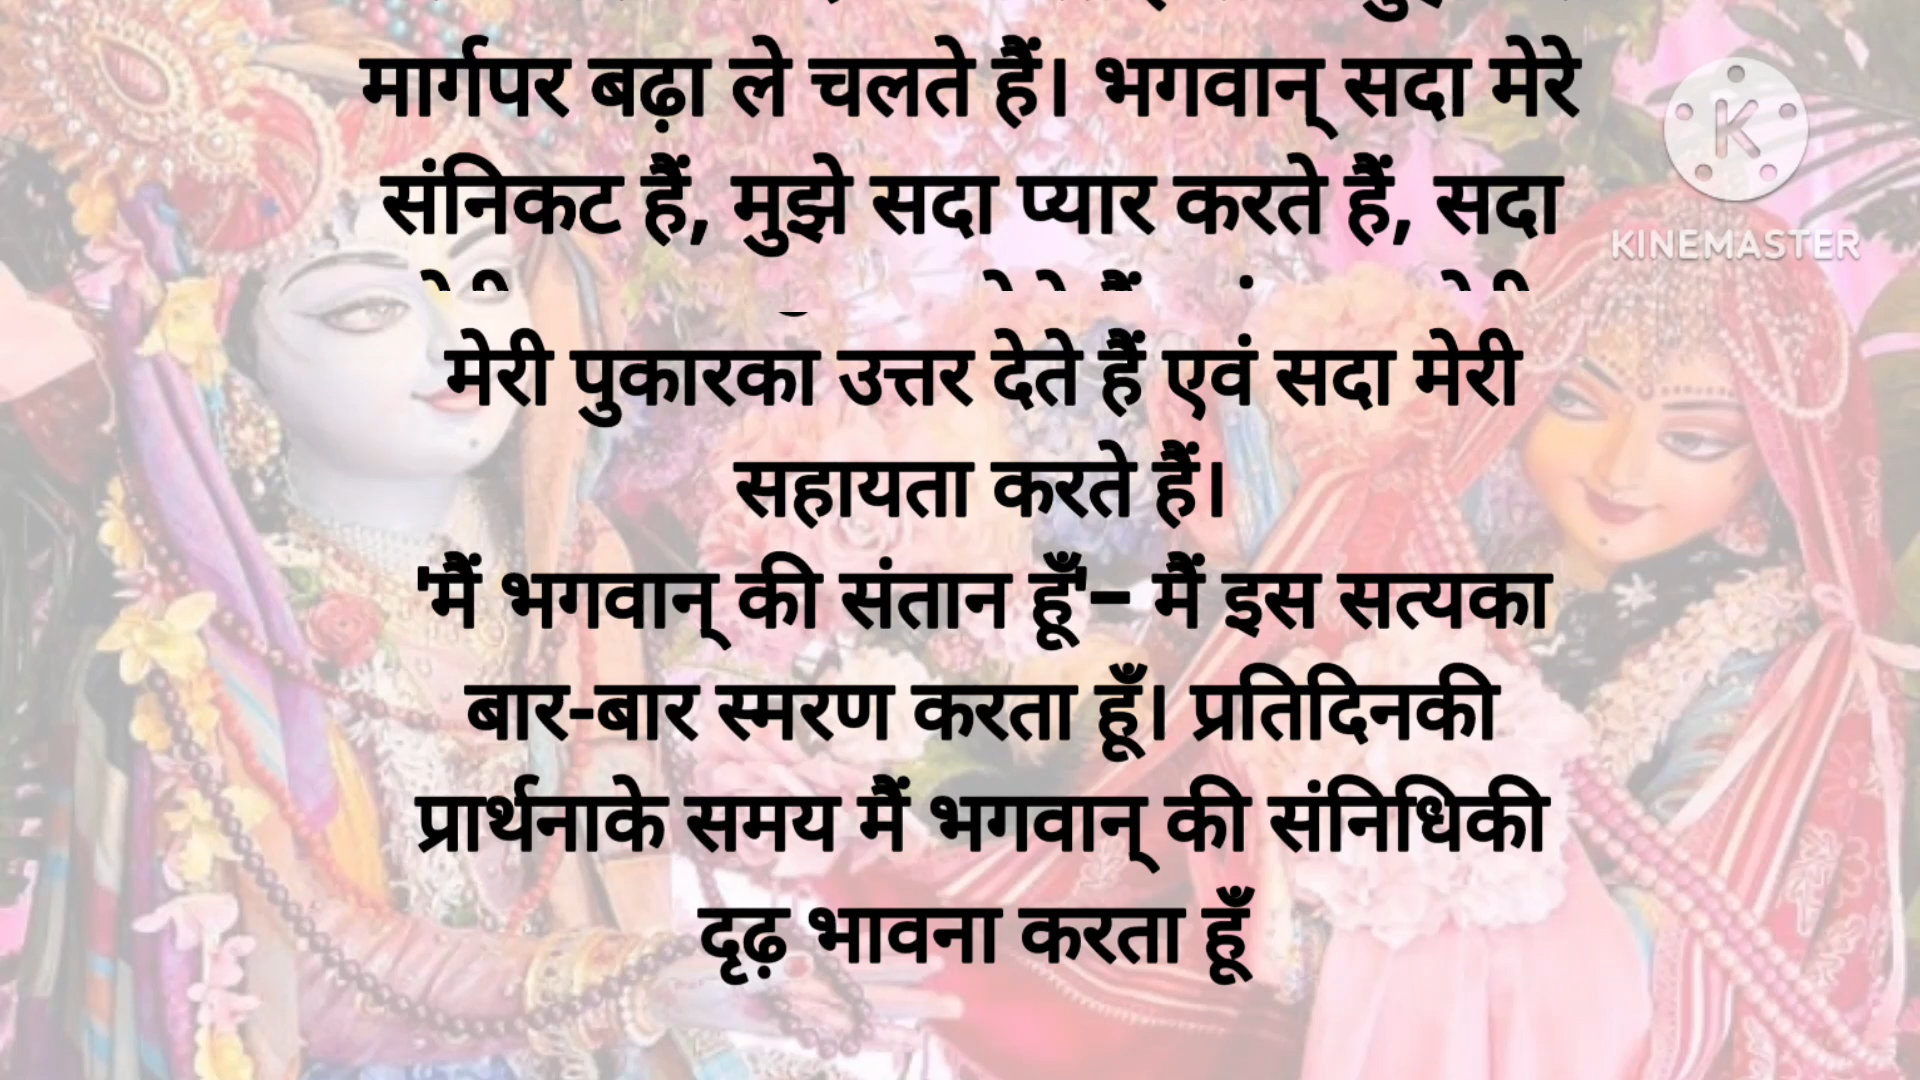 मार्गपर बढ़ा ले चलते हैं। भगवान् सदा मेरे
संनिकट हैं, मुझे सदा प्यार करते हैं, सदा
मेरी पुकारका उत्तर देते हैं एवं सदा मेरी
सहायता करते हैं।
'मैं भगवान् की संतान हूँ'- मैं इस सत्यका
बार-बार स्मरण करता हूँ। प्रतिदिनकी
प्रार्थनाके समय मैं भगवान् की संनिधिकी
दृढ़ भावना करता हूँ
K
KINEMASTER